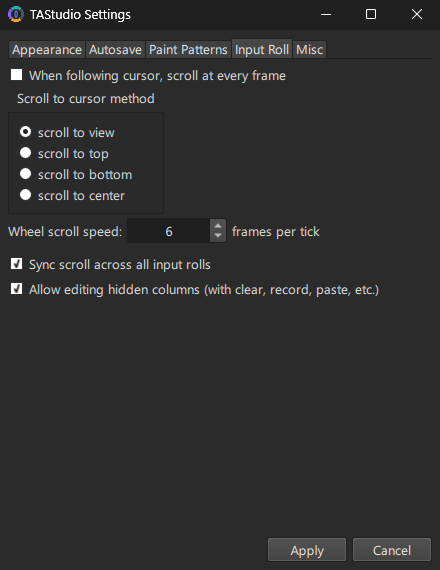 TAStudio Settings
Appearance Autosave Paint Patterns Input Roll Misc
When following cursor, scroll at every frame
Scroll to cursor method
scroll to view
scroll to top
scroll to bottom
scroll to center
Wheel scroll speed: 6 frames per tick
Sync scroll across all input rolls
Allow editing hidden columns (with clear, record, paste, etc.)
Apply Cancel